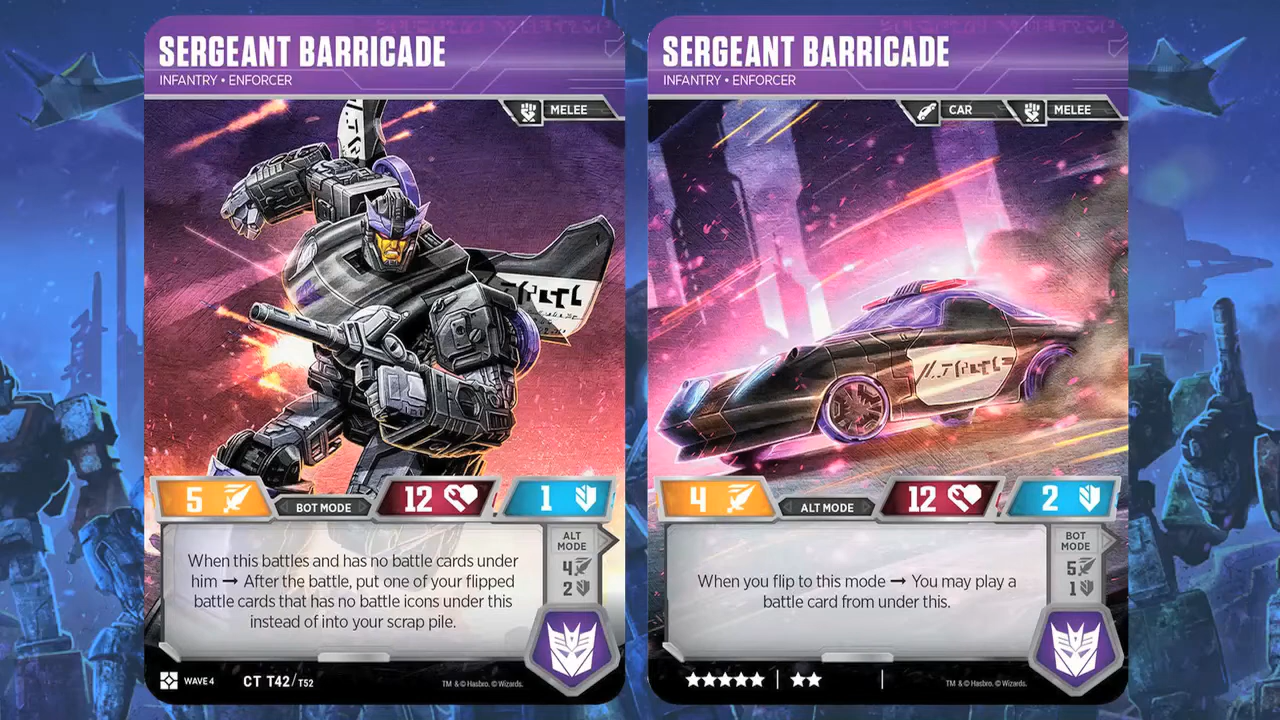 SERGEANT BARRICADE
INFANTRY • ENFORCER
MELEE
5
BOT MODE
12
1
When this battles and has no battle cards under
him → After the battle, put one of your flipped
battle cards that has no battle icons under this
instead of into your scrap pile.
ALT
MODE
4
2
WAVE 4
CT T42/T52
TM & © Hasbro. © Wizards.
SERGEANT BARRICADE
INFANTRY • ENFORCER
CAR
MELEE
4
ALT MODE
12
2
When you flip to this mode → You may play a
battle card from under this.
BOT
MODE
5
1
★★★★★ | ★★ |
TM & © Hasbro. © Wizards.